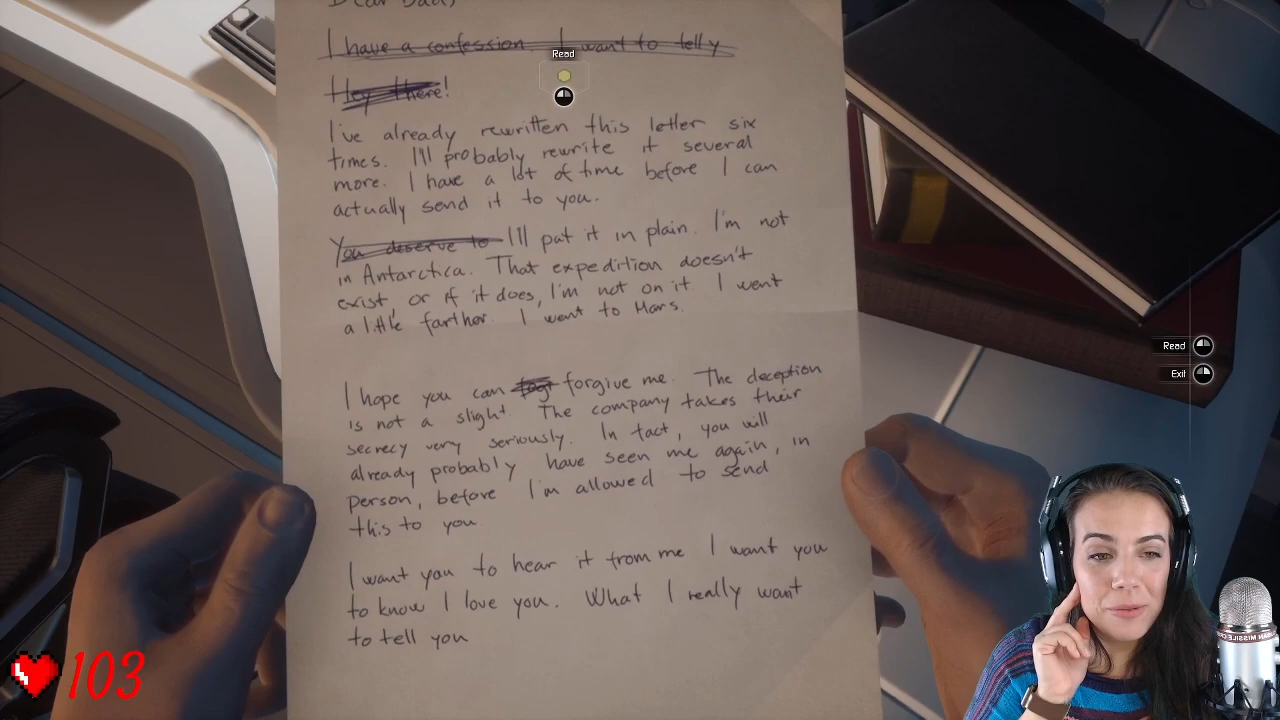 Dear Dad,
I have a confession. I want to tell y
Read
Hey there!
I've already rewritten this letter six
times. I'll probably rewrite it several
more. I have a lot of time before I can
actually send it to you.
You deserve to I'll put it in plain. I'm not
in Antarctica. That expedition doesn't
exist, or if it does, I'm not on it. I went
a little farther. I went to Mars.
I hope you can forgive me. The deception
is not a slight. The company takes their
secrecy very seriously. In fact, you will
already probably have seen me again, in
person, before I'm allowed to send
this to you.
I want you to hear it from me. I want you
to know I love you. What I really want
to tell you
Read
Exit
103